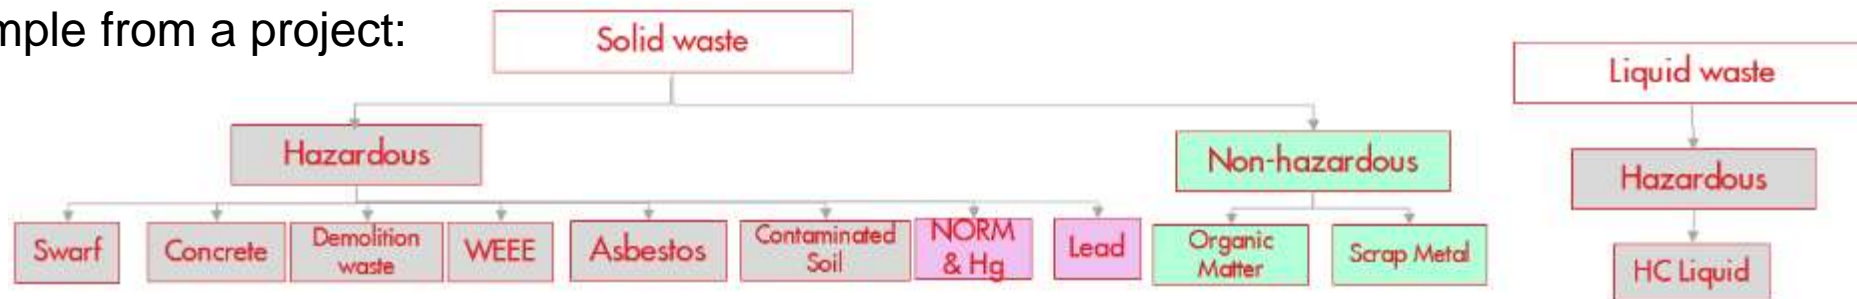 mple from a project:
Solid waste
Liquid waste
Hazardous
Non-hazardous
Hazardous
Swarf
Concrete
Demolition
waste
WEEE
Asbestos
Contaminated
Soil
NORM
& Hg
Lead
Organic
Matter
Scrap Metal
HC Liquid